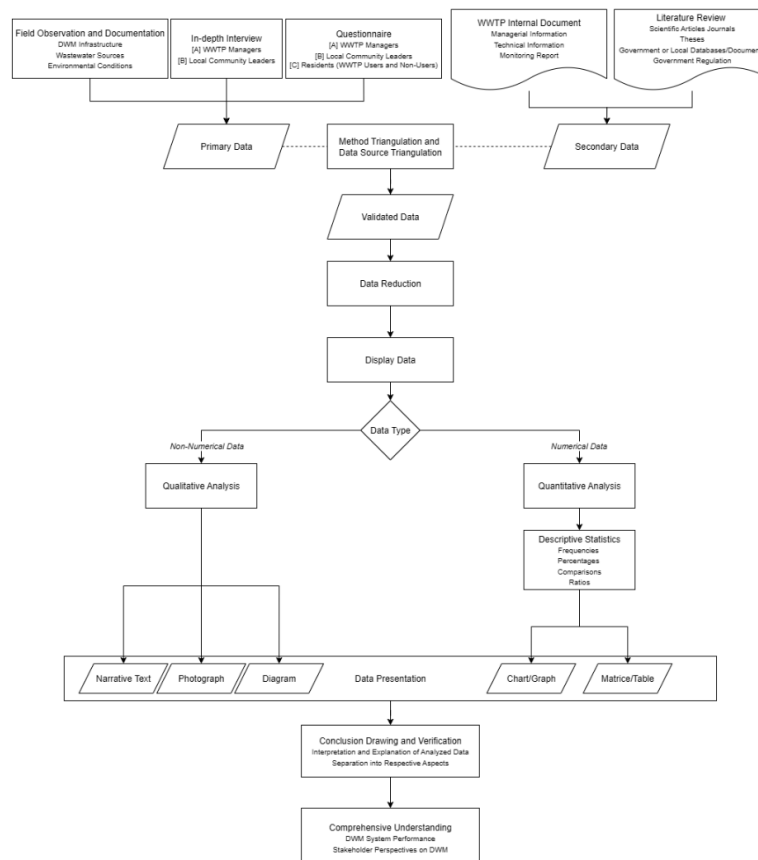 Field Observation and Documentation
DWM Infrastructure
Wastewater Sources
Environmental Conditions
In-depth Interview
[A] WWTP Managers
[B] Local Community Leaders
Questionnaire
[A] WWTP Managers
[B] Local Community Leaders
[C] Residents (WWTP Users and Non-Users)
WWTP Internal Document
Managerial Information
Technical Information
Monitoring Report
Literature Review
Scientific Articles Journals
Theses
Government or Local Databases/Documen
Government Regulation
Primary Data
Method Triangulation and
Data Source Triangulation
Secondary Data
Validated Data
Data Reduction
Display Data
Data Type
Non-Numerical Data
Numerical Data
Qualitative Analysis
Quantitative Analysis
Descriptive Statistics
Frequencies
Percentages
Comparisons
Ratios
Narrative Text
Photograph
Diagram
Data Presentation
Chart/Graph
Matrice/Table
Conclusion Drawing and Verification
Interpretation and Explanation of Analyzed Data
Separation into Respective Aspects
Comprehensive Understanding
DWM System Performance
Stakeholder Perspectives on DWM